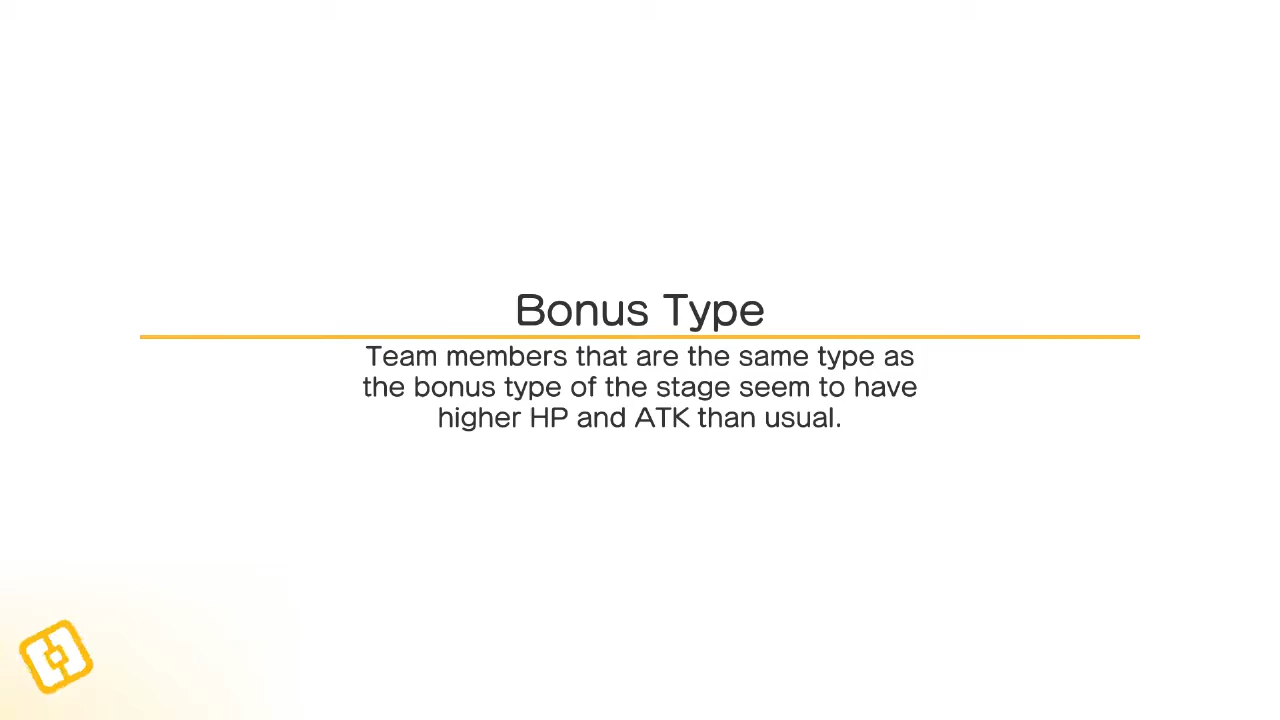 Bonus Type
Team members that are the same type as
the bonus type of the stage seem to have
higher HP and ATK than usual.